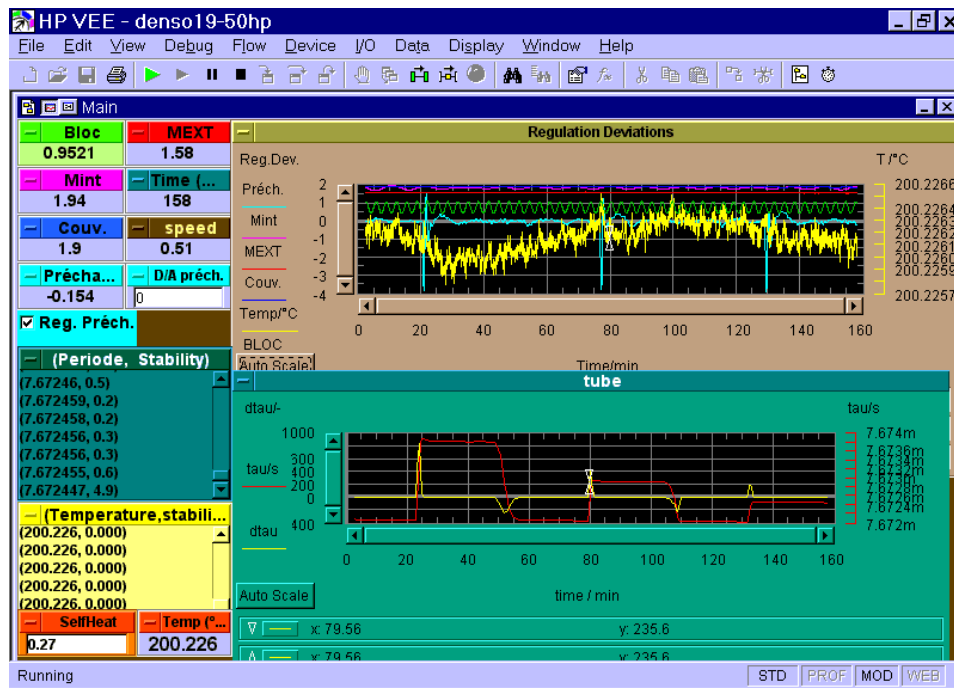 HP VEE - denso19-50hp
File Edit View Debug Flow Device I/O Data Display Window Help
Main
Bloc MEXT
0.9521 1.58
Mint Time (...
1.94 158
Couv. speed
1.9 0.51
Précha... D/A préch.
-0.154 0
Reg. Préch.
(Periode, Stability)
(7.67246, 0.5)
(7.672459, 0.2)
(7.672458, 0.2)
(7.672456, 0.3)
(7.672456, 0.3)
(7.672455, 0.6)
(7.672447, 4.9)
(Temperature,stabili...
(200.226, 0.000)
(200.226, 0.000)
(200.226, 0.000)
(200.226, 0.000)
(200.226, 0.000)
SelfHeat Temp (°...
0.27 200.226
Regulation Deviations
Reg.Dev. T /°C
Préch.
Mint
MEXT
Couv.
Temp/°C
BLOC
2
1
0
-1
-2
-3
-4
200.2266
200.2264
200.2263
200.2262
200.2261
200.2260
200.2259
200.2257
0 20 40 60 80 100 120 140 160
Auto Scale Time/min
tube
dtau/- tau/s
tau/s
dtau
1000
600
400
200
0
400
7.674m
7.6736m
7.6734m
7.6732m
7.673m
7.6728m
7.6726m
7.6724m
7.672m
0 20 40 60 80 100 120 140 160
Auto Scale time / min
x: 79.56 y: 235.6
x: 79.56 y: 235.6
Running STD PROF MOD WEB